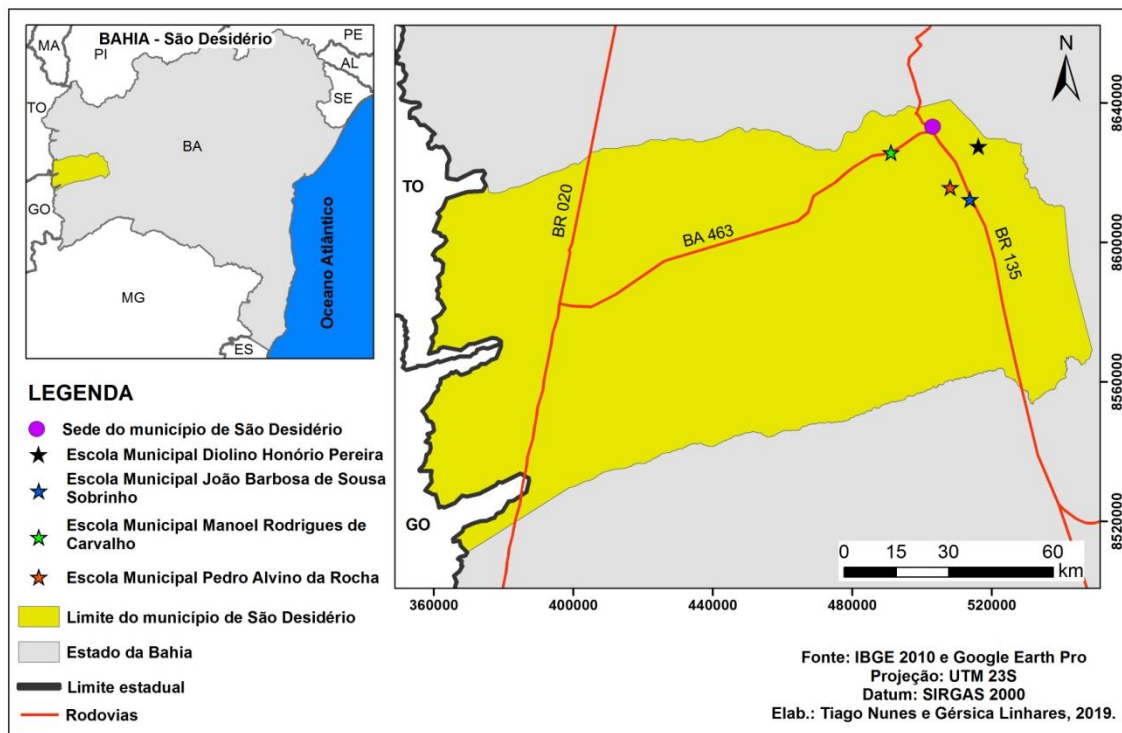 BAHIA - São Desidério
MA
PI
PE
AL
SE
TO
BA
GO
MG
ES
Oceano Atlântico
LEGENDA
Sede do município de São Desidério
Escola Municipal Diolino Honório Pereira
Escola Municipal João Barbosa de Sousa
Sobrinho
Escola Municipal Manoel Rodrigues de
Carvalho
Escola Municipal Pedro Alvino da Rocha
Limite do município de São Desidério
Estado da Bahia
Limite estadual
Rodovias
N
TO
GO
BR 020
BA 463
BR 135
8640000
8600000
8560000
8520000
0 15 30 60
km
360000 400000 440000 480000 520000
Fonte: IBGE 2010 e Google Earth Pro
Projeção: UTM 23S
Datum: SIRGAS 2000
Elab.: Tiago Nunes e Gérsica Linhares, 2019.